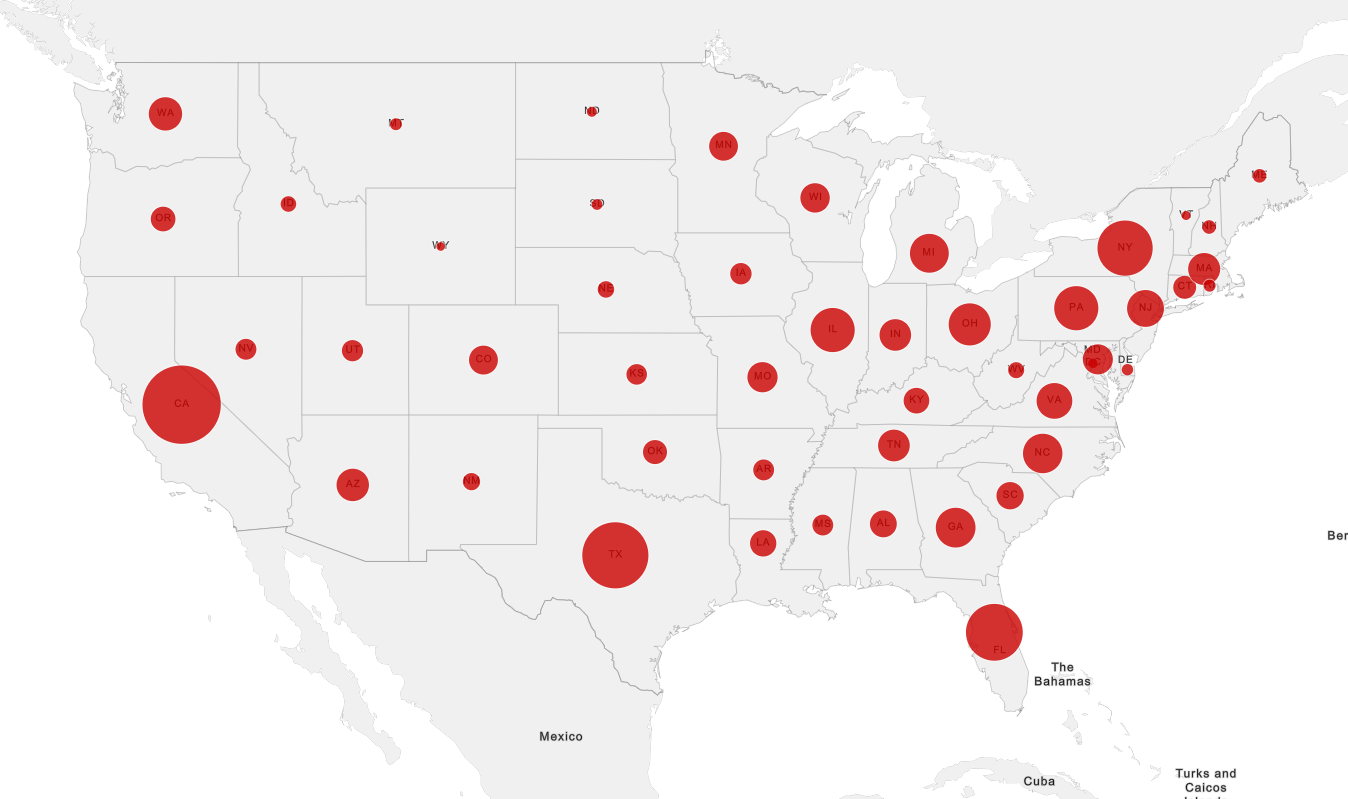 WA
MT
ND
MN
OR
ID
SD
WI
ME
WY
VT
NH
NY
MI
MA
IA
NE
CT
RI
PA
NJ
IL
OH
IN
NV
UT
CO
MD
DC
DE
KS
MO
WV
CA
KY
VA
TN
NC
OK
AR
AZ
NM
SC
MS
AL
GA
LA
TX
Ber
FL
The
Bahamas
Mexico
Cuba
Turks and
Caicos